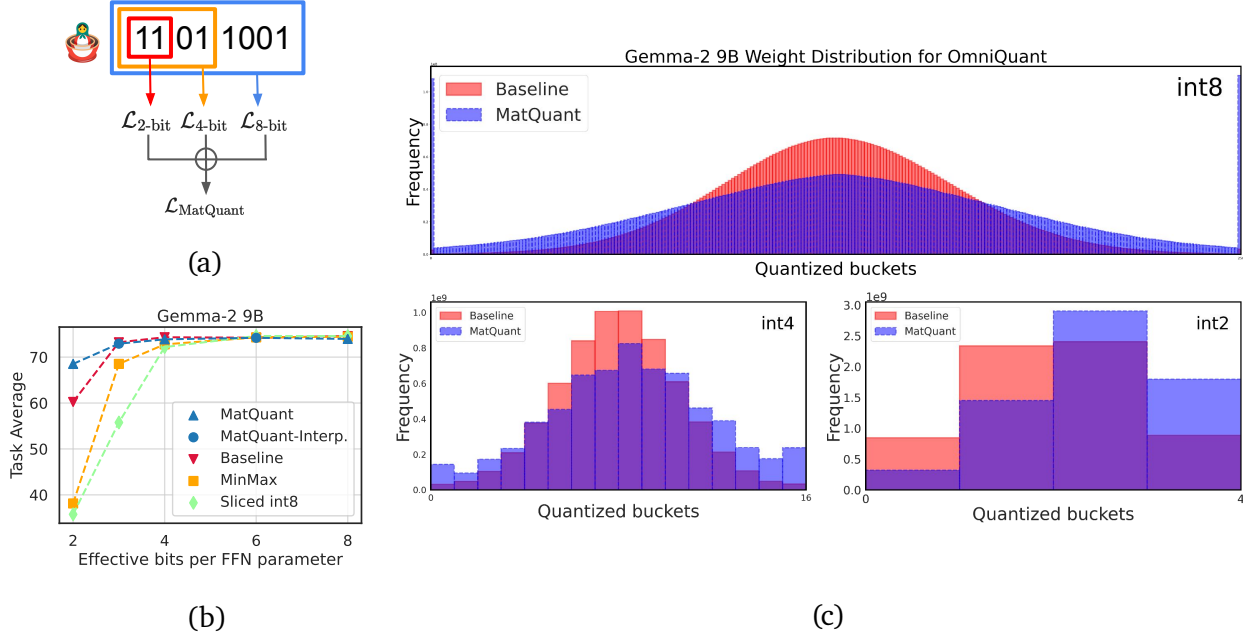 11 01 1001
ℒ2-bit ℒ4-bit ℒ8-bit
ℒMatQuant
(a)
Gemma-2 9B
Task Average
70
60
50
40
MatQuant
MatQuant-Interp.
Baseline
MinMax
Sliced int8
2 4 6 8
Effective bits per FFN parameter
(b)
Gemma-2 9B Weight Distribution for OmniQuant
int8
Baseline
MatQuant
Frequency
Quantized buckets
1e9
int4
Baseline
MatQuant
Frequency
1.0
0.8
0.6
0.4
0.2
0.0
0 16
Quantized buckets
1e9
int2
Baseline
MatQuant
Frequency
3.0
2.5
2.0
1.5
1.0
0.5
0.0
0 4
Quantized buckets
(c)